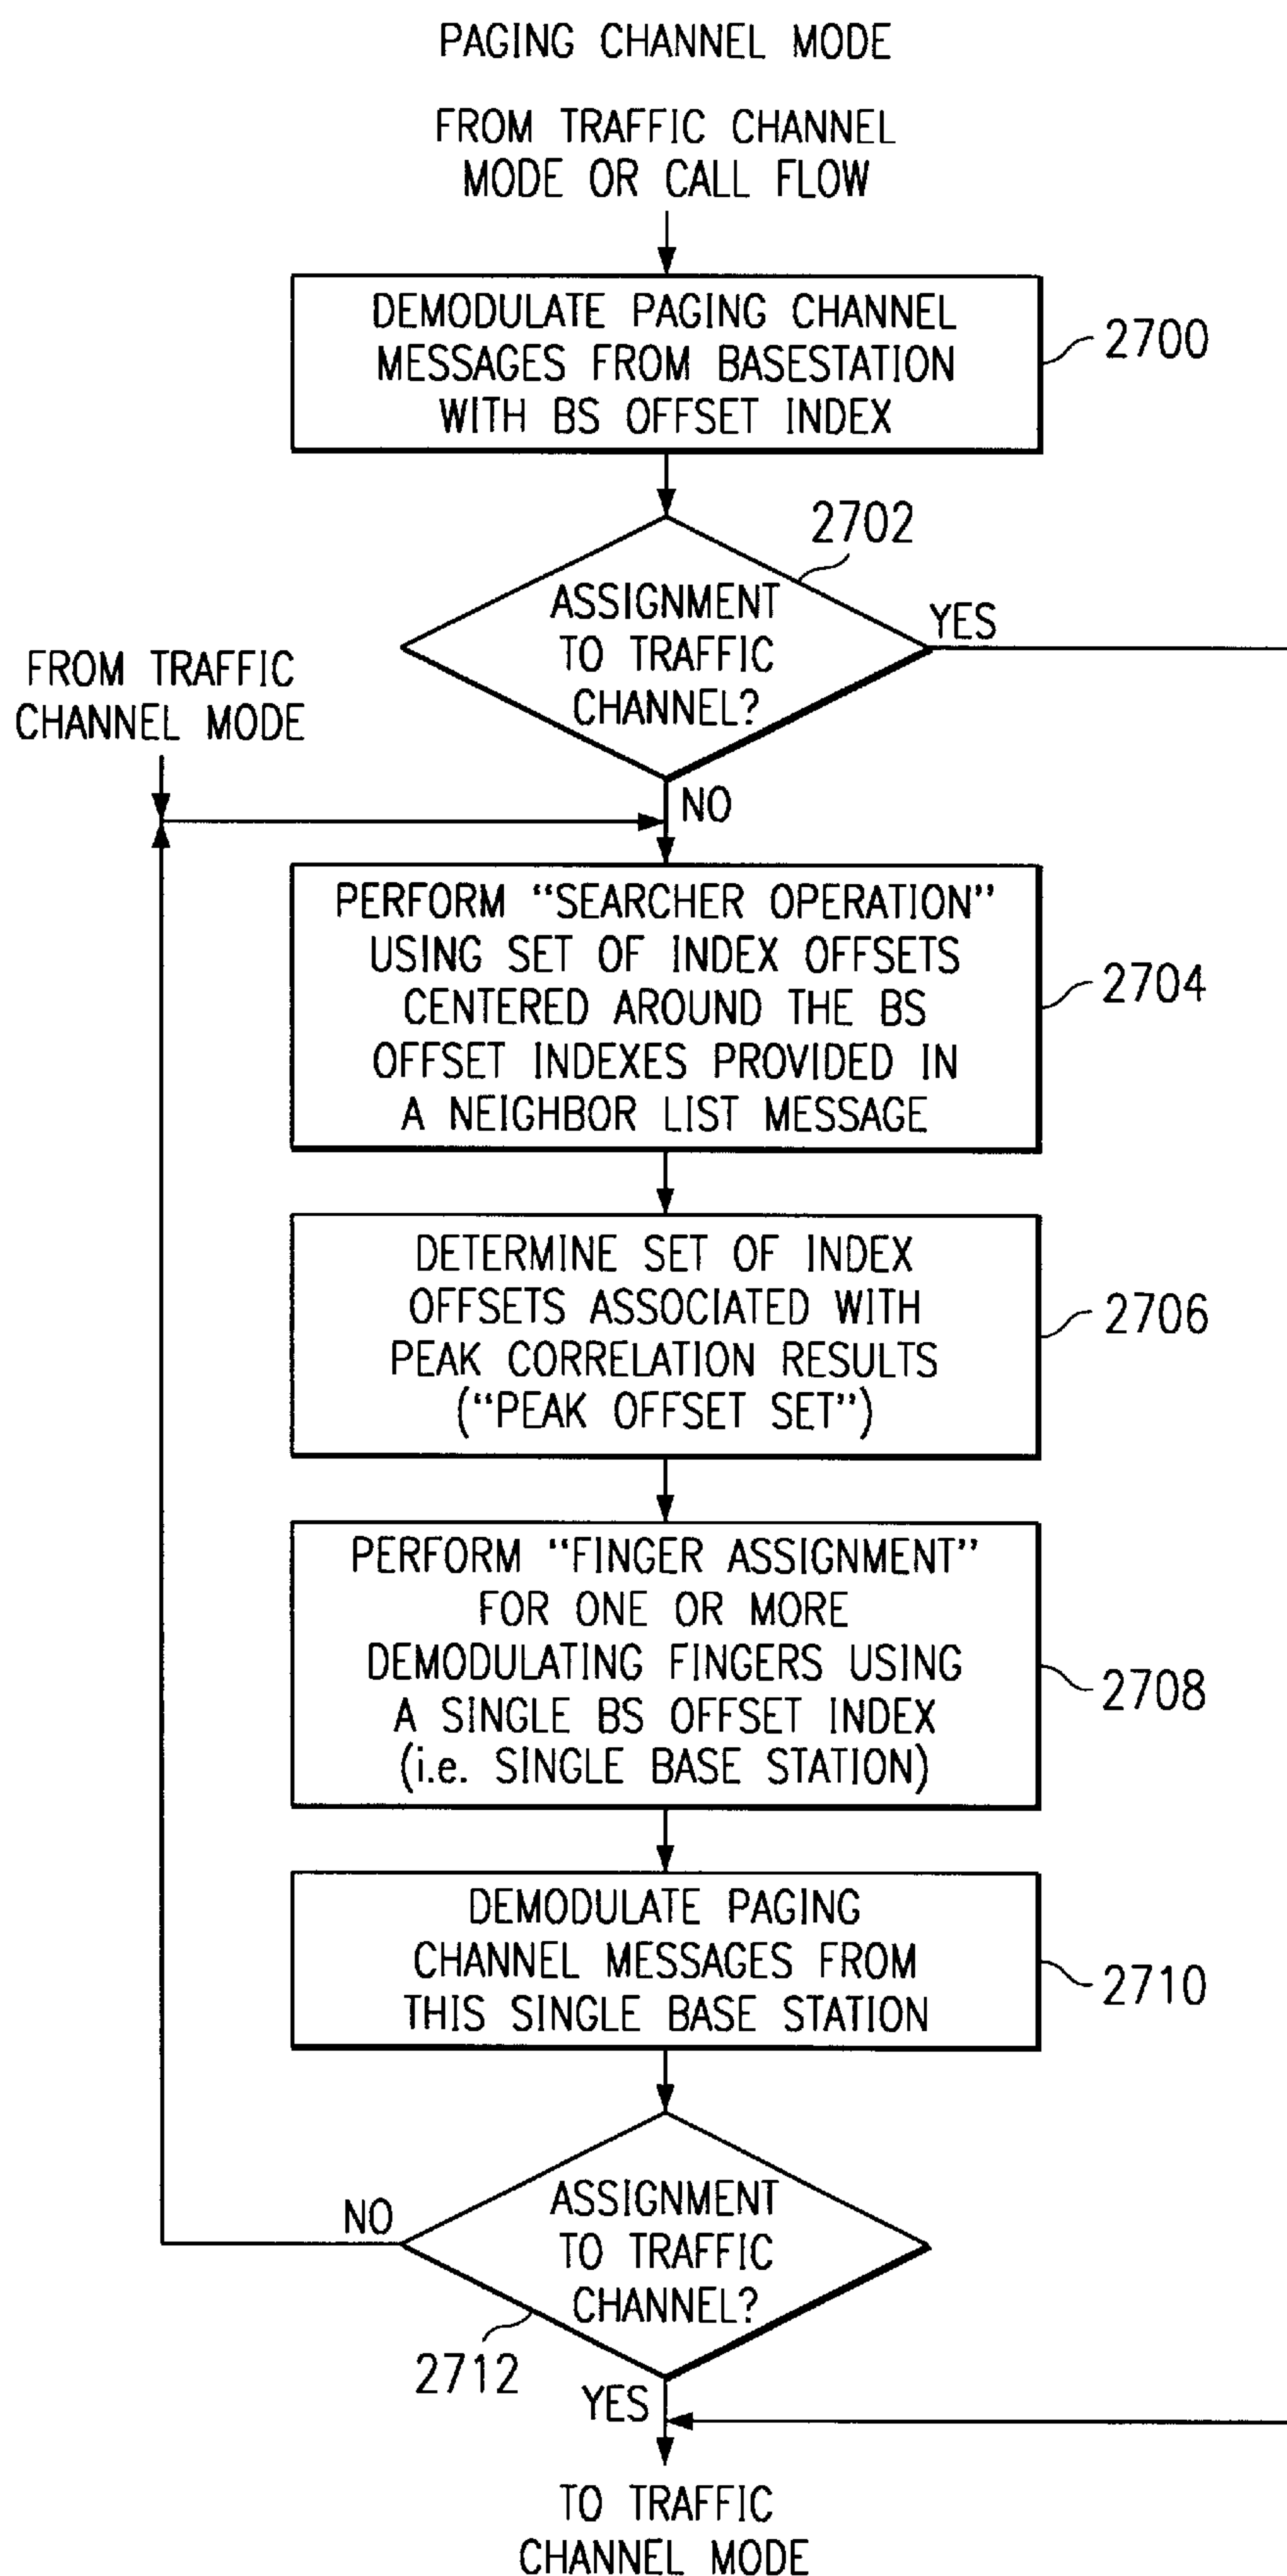 PAGING CHANNEL MODE
FROM TRAFFIC CHANNEL
MODE OR CALL FLOW
DEMODULATE PAGING CHANNEL
MESSAGES FROM BASESTATION
WITH BS OFFSET INDEX
2700
2702
ASSIGNMENT
TO TRAFFIC
CHANNEL?
YES
FROM TRAFFIC
CHANNEL MODE
NO
PERFORM “SEARCHER OPERATION”
USING SET OF INDEX OFFSETS
CENTERED AROUND THE BS
OFFSET INDEXES PROVIDED IN
A NEIGHBOR LIST MESSAGE
2704
DETERMINE SET OF INDEX
OFFSETS ASSOCIATED WITH
PEAK CORRELATION RESULTS
(“PEAK OFFSET SET”)
2706
PERFORM “FINGER ASSIGNMENT”
FOR ONE OR MORE
DEMODULATING FINGERS USING
A SINGLE BS OFFSET INDEX
(i.e. SINGLE BASE STATION)
2708
DEMODULATE PAGING
CHANNEL MESSAGES FROM
THIS SINGLE BASE STATION
2710
NO
ASSIGNMENT
TO TRAFFIC
CHANNEL?
2712
YES
TO TRAFFIC
CHANNEL MODE